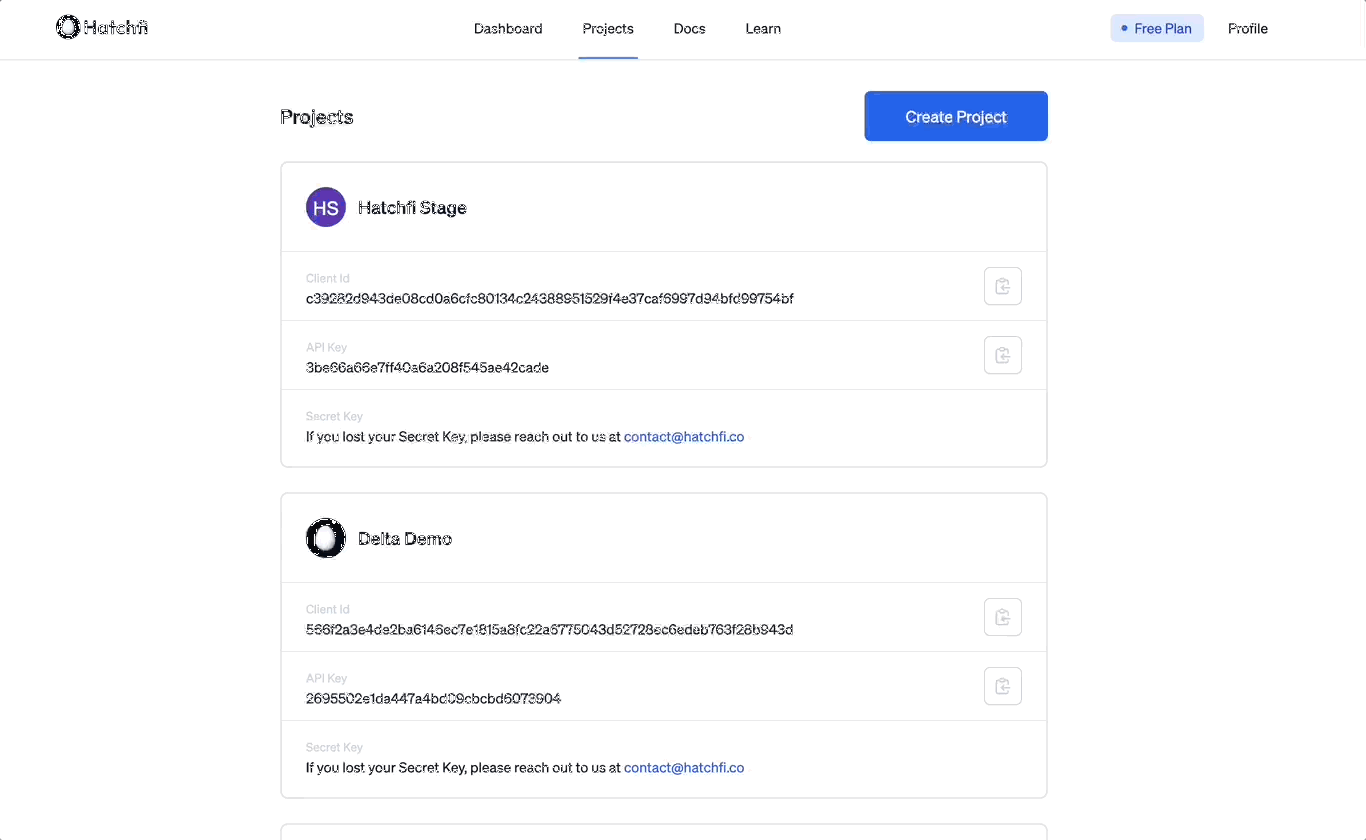 Hatchfi
Dashboard
Projects
Docs
Learn
Free Plan
Profile
Projects
Create Project
HS
Hatchfi Stage
Client Id
c39282d943de08cd0a6cfc80134c24388951529f4e37caf6997d94bfd99754bf
API Key
3be66a66e7ff40a6a208f545ae42cade
Secret Key
If you lost your Secret Key, please reach out to us at contact@hatchfi.co
Delta Demo
Client Id
566f2a3e4de2ba6146ec7e1815a8fc22a6775043d52728ec6edeb763f28b943d
API Key
2695502e1da447a4bd09cbcbd6073904
Secret Key
If you lost your Secret Key, please reach out to us at contact@hatchfi.co